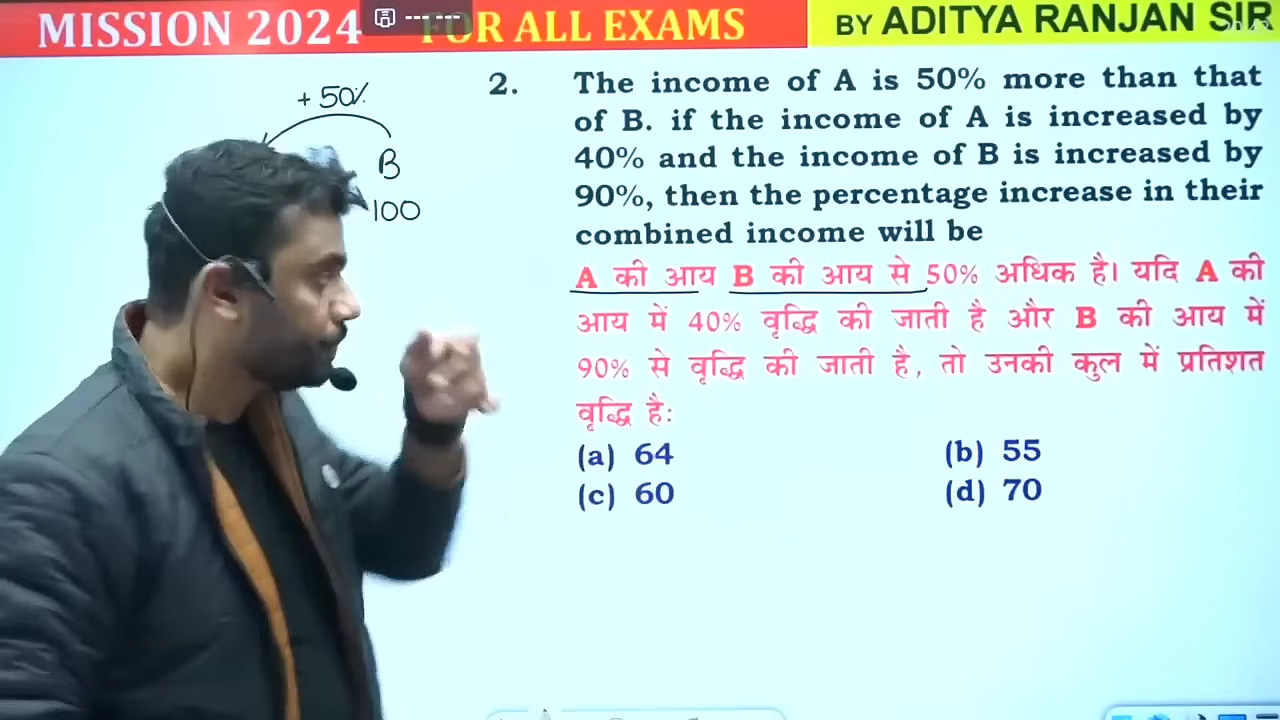 MISSION 2024 FOR ALL EXAMS
BY ADITYA RANJAN SIR
+ 50%
B
100
2. The income of A is 50% more than that
of B. if the income of A is increased by
40% and the income of B is increased by
90%, then the percentage increase in their
combined income will be
A की आय B की आय से 50% अधिक है। यदि A की
आय में 40% वृद्धि की जाती है और B की आय में
90% से वृद्धि की जाती है, तो उनकी कुल में प्रतिशत
वृद्धि है:
(a) 64 (b) 55
(c) 60 (d) 70